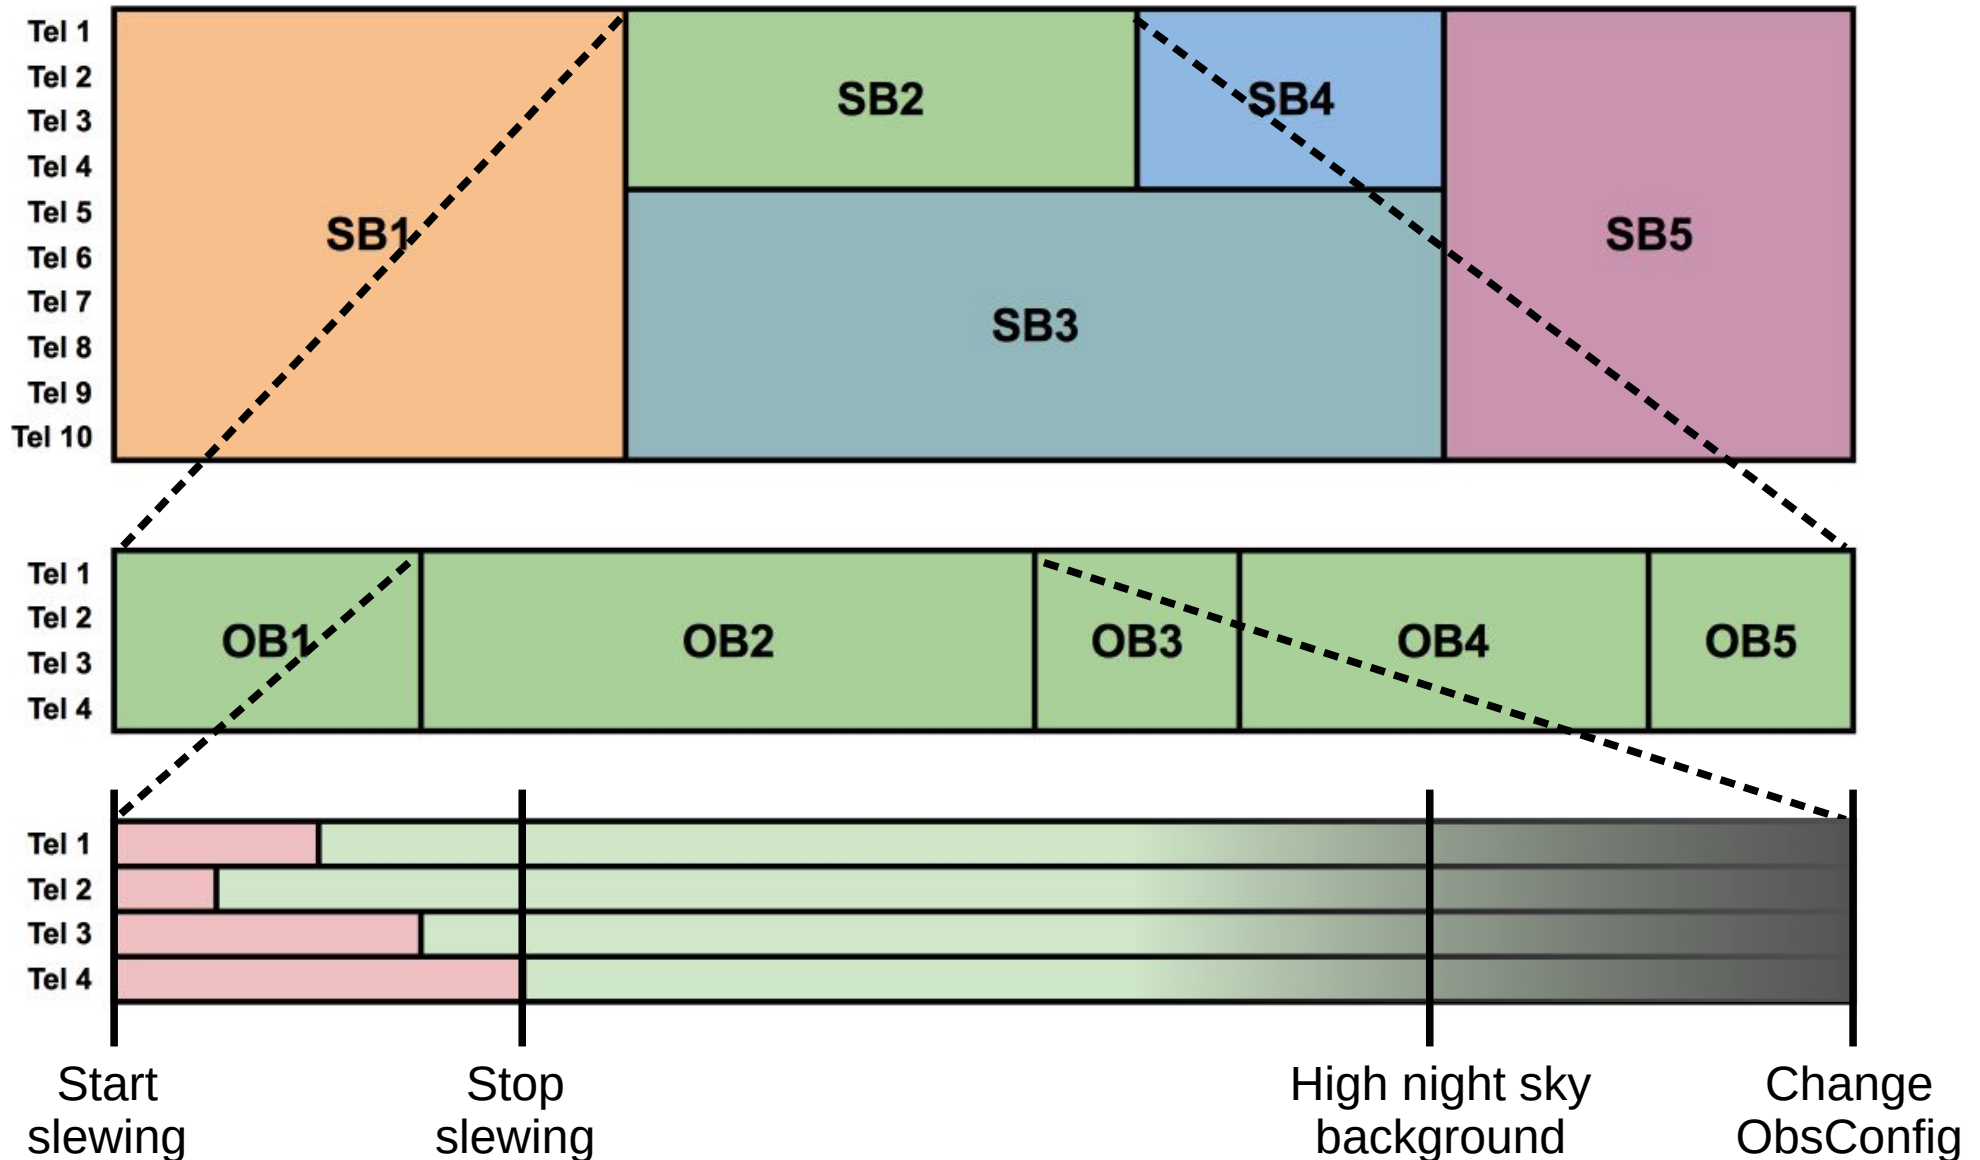 Tel 1
Tel 2
Tel 3
Tel 4
Tel 5
Tel 6
Tel 7
Tel 8
Tel 9
Tel 10
SB1
SB2
SB4
SB3
SB5
Tel 1
Tel 2
Tel 3
Tel 4
OB1
OB2
OB3
OB4
OB5
Tel 1
Tel 2
Tel 3
Tel 4
Start
slewing
Stop
slewing
High night sky
background
Change
ObsConfig